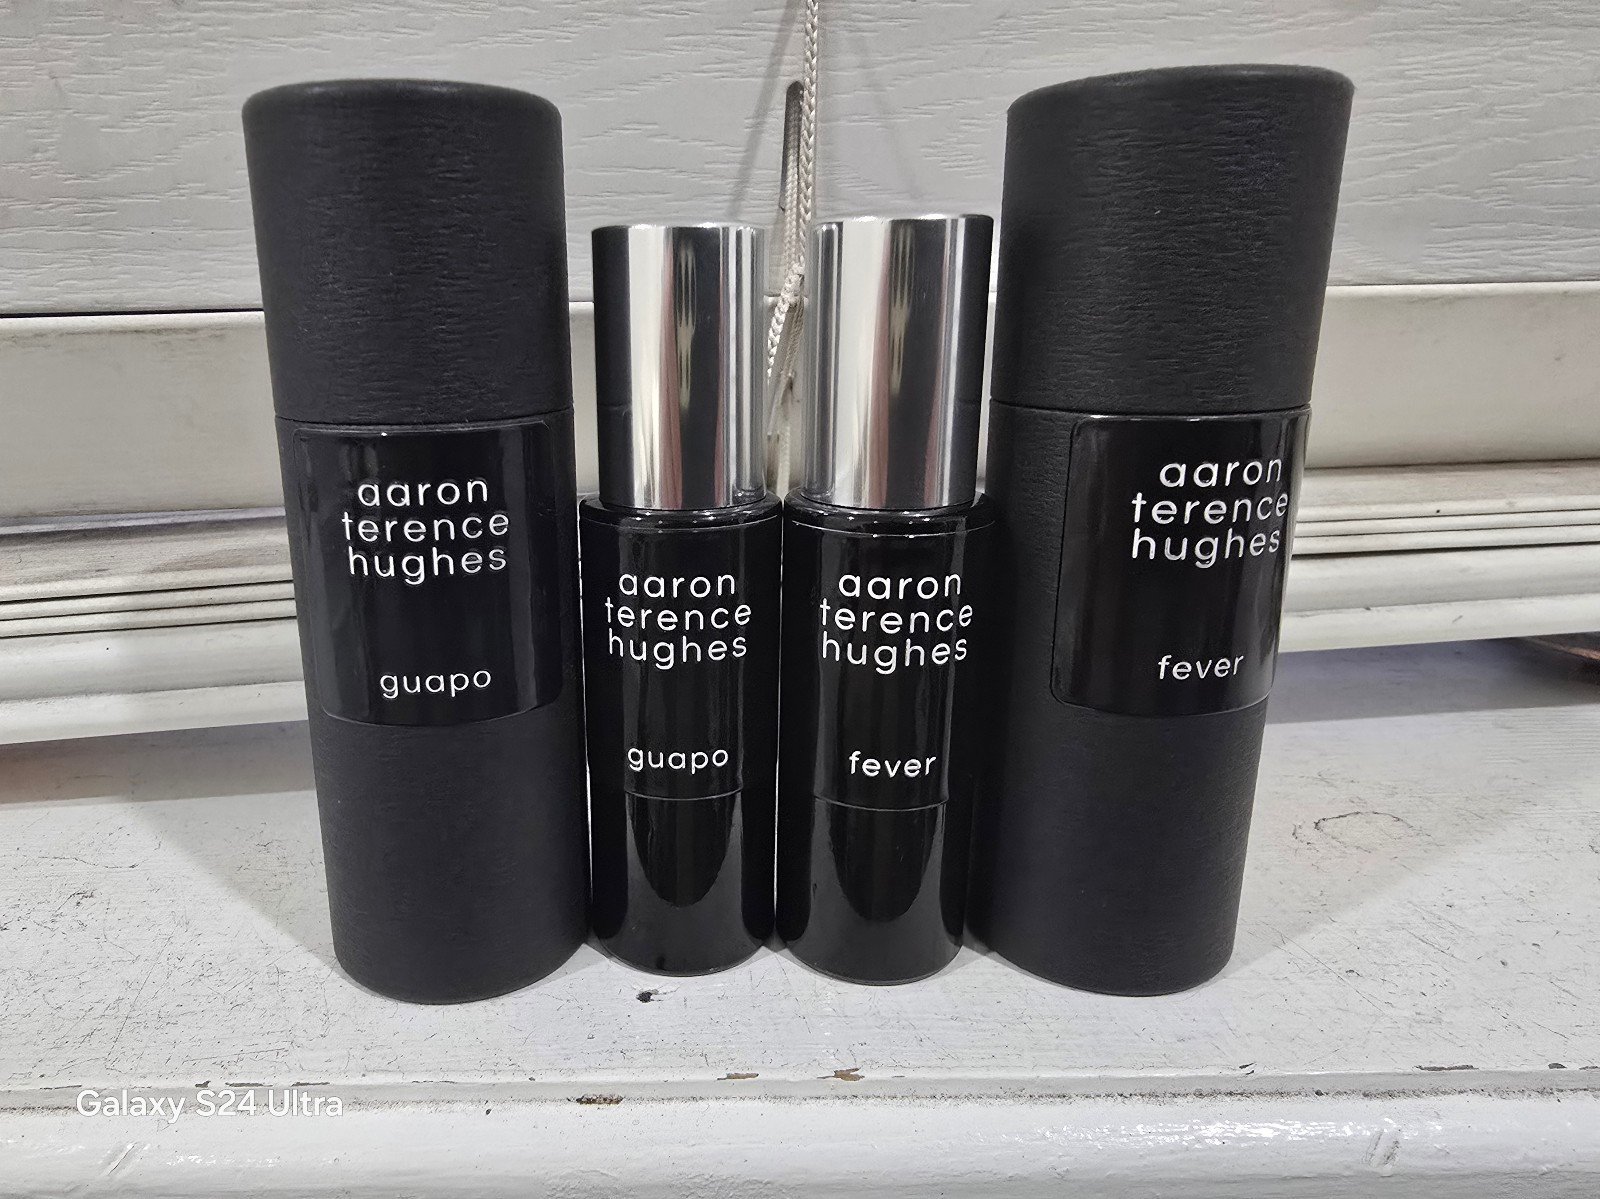 aaron
terence
hughes
guapo
aaron
terence
hughes
guapo
aaron
terence
hughes
fever
aaron
terence
hughes
fever
Galaxy S24 Ultra